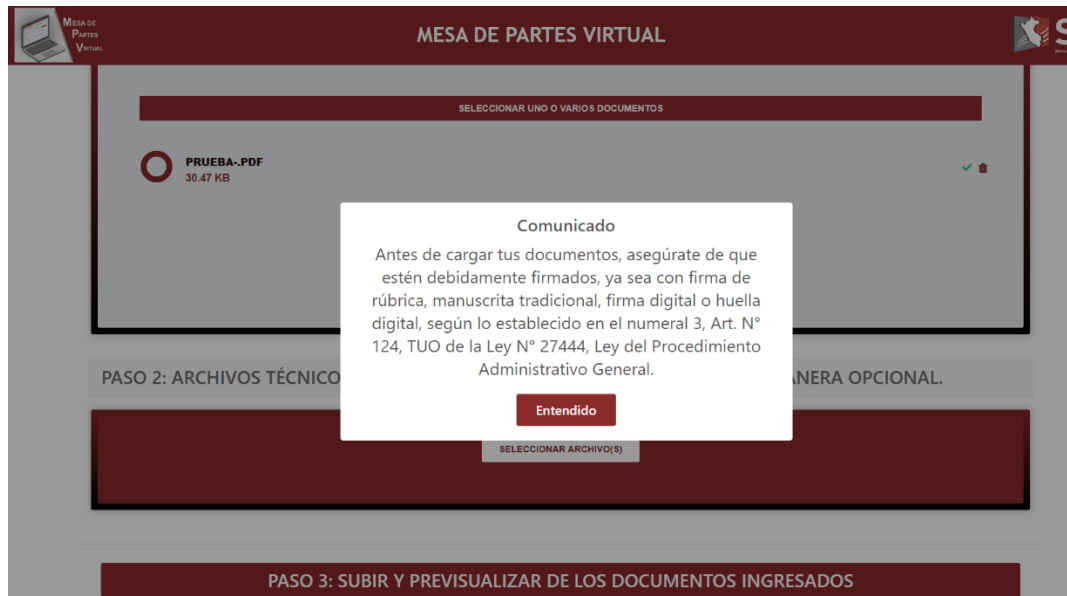 MESA DE
PARTES
VIRTUAL
MESA DE PARTES VIRTUAL
S
SELECCIONAR UNO O VARIOS DOCUMENTOS
PRUEBA-.PDF
30.47 KB
Comunicado
Antes de cargar tus documentos, asegúrate de que
estén debidamente firmados, ya sea con firma de
rúbrica, manuscrita tradicional, firma digital o huella
digital, según lo establecido en el numeral 3, Art. N°
124, TUO de la Ley N° 27444, Ley del Procedimiento
Administrativo General.
Entendido
PASO 2: ARCHIVOS TÉCNICO ANERA OPCIONAL.
SELECCIONAR ARCHIVO(S)
PASO 3: SUBIR Y PREVISUALIZAR DE LOS DOCUMENTOS INGRESADOS